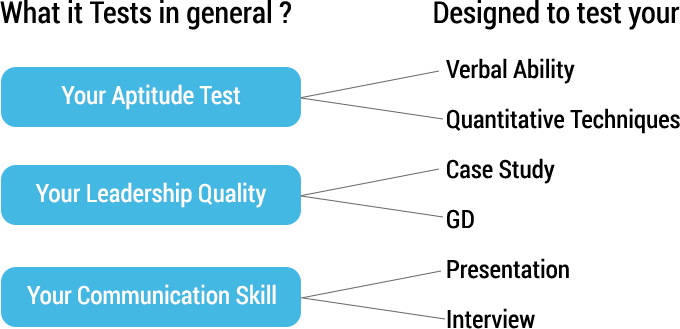 What it Tests in general ?
Designed to test your
Your Aptitude Test
Verbal Ability
Quantitative Techniques
Your Leadership Quality
Case Study
GD
Your Communication Skill
Presentation
Interview